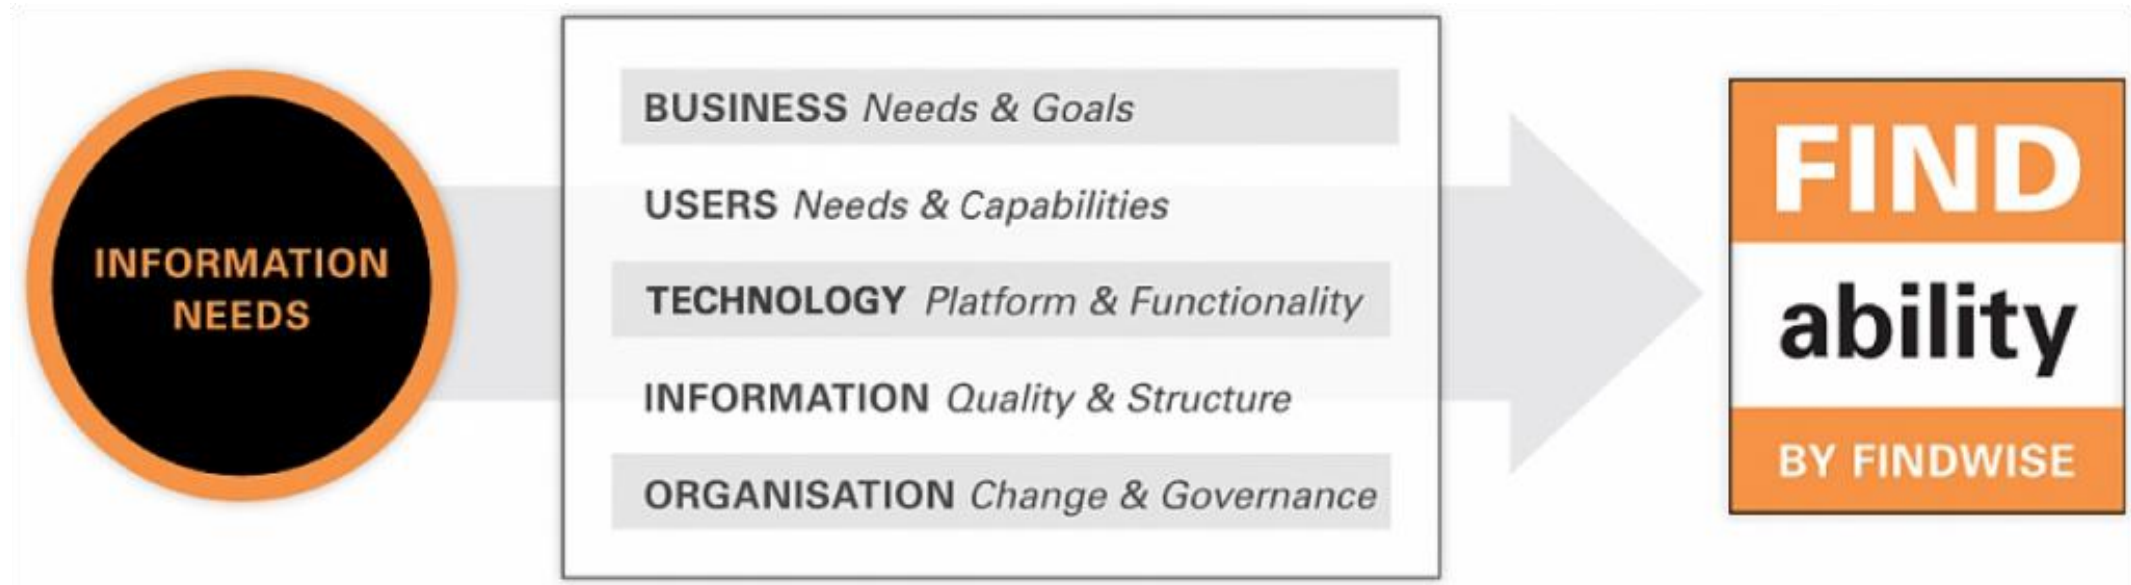 INFORMATION
NEEDS
BUSINESS Needs & Goals
USERS Needs & Capabilities
TECHNOLOGY Platform & Functionality
INFORMATION Quality & Structure
ORGANISATION Change & Governance
FIND
ability
BY FINDWISE